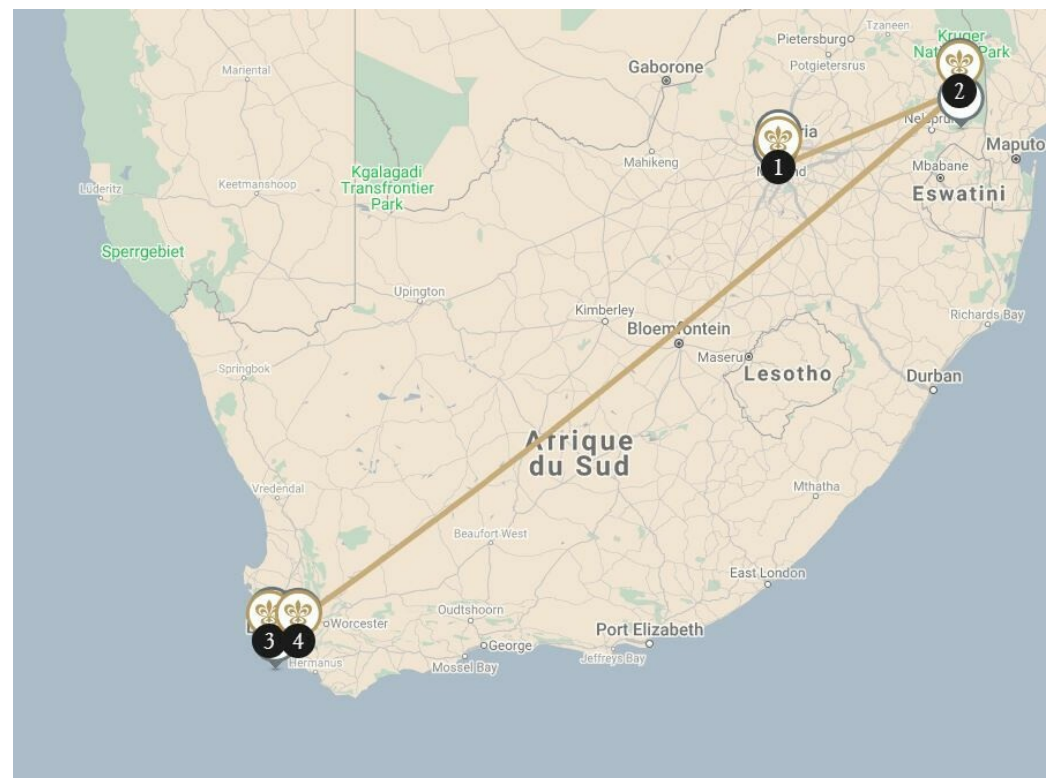 Tzaneen
Pietersburg
Kruger
Potgietersrus
Mariental
Gaborone
2
Mahikeng
1
Mbabane
Maputo
Eswatini
Kgalagadi
Transfrontier
Park
Lüderitz
Keetmanshoop
Sperrgebiet
Upington
Kimberley
Bloemfontein
Richards Bay
Maseru
Lesotho
Springbok
Durban
Afrique
du Sud
Vredendal
Mthatha
Beaufort-West
East London
Oudtshoorn
Worcester
Port Elizabeth
3
4
George
Hermanus
Mossel Bay
Jeffreys Bay